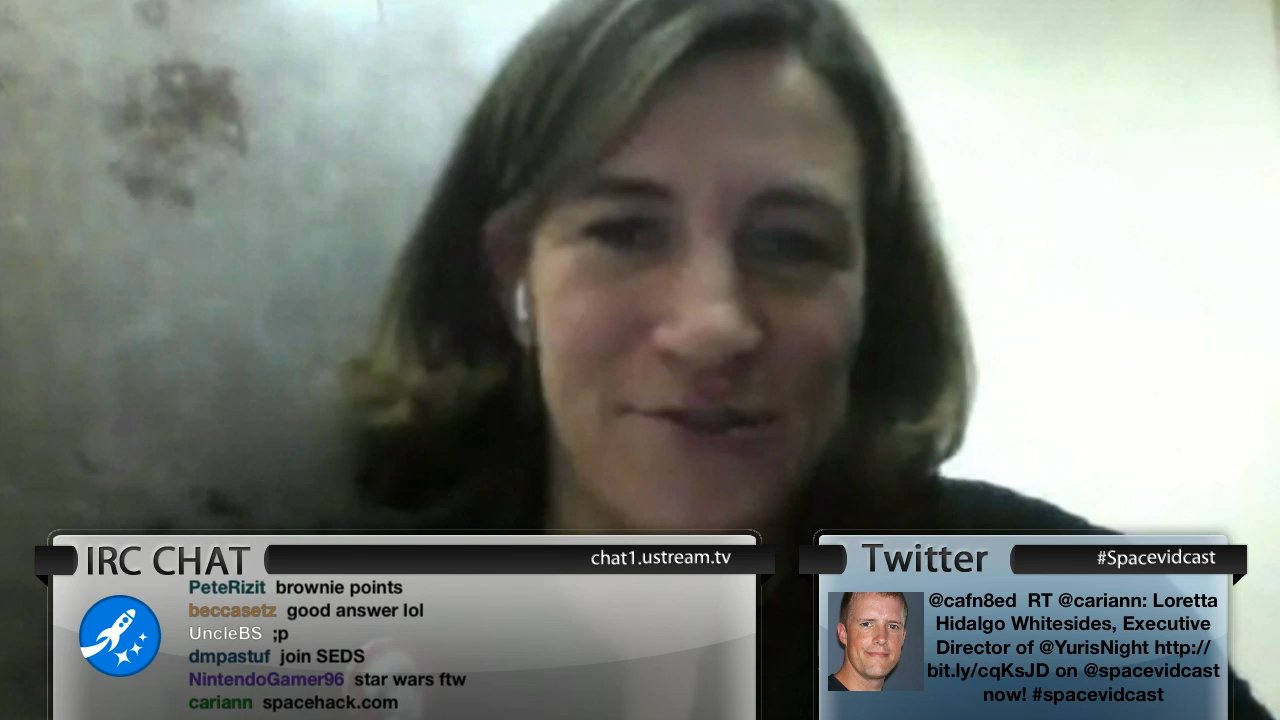 IRC CHAT
chat1.ustream.tv
PeteRizit brownie points
beccasetz good answer lol
UncleBS ;p
dmpastuf join SEDS
NintendoGamer96 star wars ftw
cariann spacehack.com
Twitter
#Spacevidcast
@cafn8ed RT @cariann: Loretta
Hidalgo Whitesides, Executive
Director of @YurisNight http://
bit.ly/cqKsJD on @spacevidcast
now! #spacevidcast